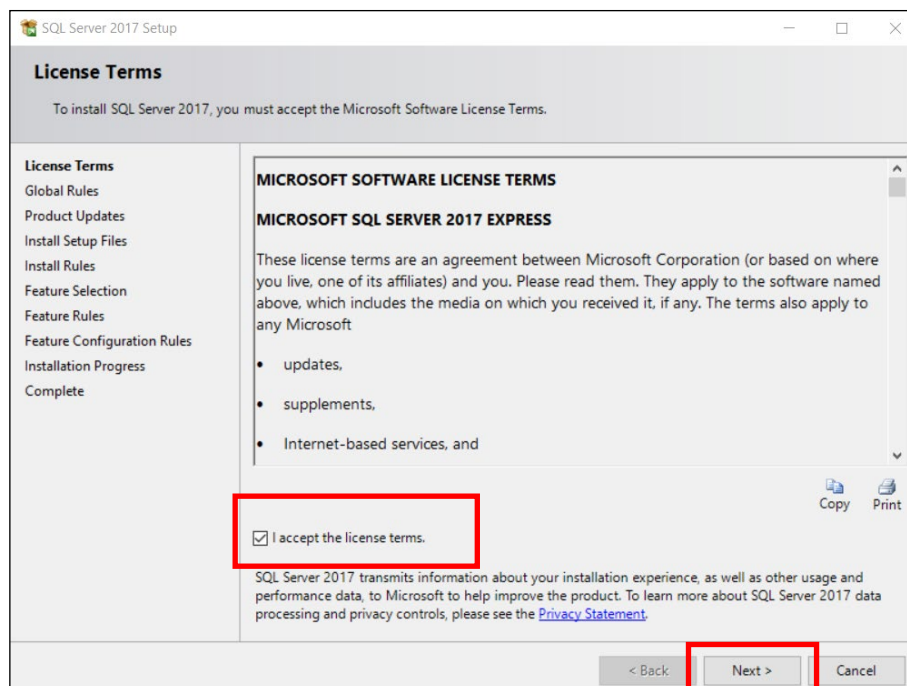 SQL Server 2017 Setup
License Terms
To install SQL Server 2017, you must accept the Microsoft Software License Terms.
License Terms
Global Rules
Product Updates
Install Setup Files
Install Rules
Feature Selection
Feature Rules
Feature Configuration Rules
Installation Progress
Complete
MICROSOFT SOFTWARE LICENSE TERMS
MICROSOFT SQL SERVER 2017 EXPRESS
These license terms are an agreement between Microsoft Corporation (or based on where
you live, one of its affiliates) and you. Please read them. They apply to the software named
above, which includes the media on which you received it, if any. The terms also apply to
any Microsoft
• updates,
• supplements,
• Internet-based services, and
Copy Print
I accept the license terms.
SQL Server 2017 transmits information about your installation experience, as well as other usage and
performance data, to Microsoft to help improve the product. To learn more about SQL Server 2017 data
processing and privacy controls, please see the Privacy Statement.
< Back Next > Cancel